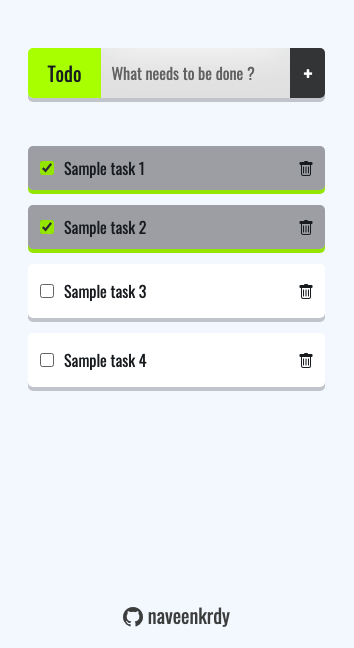 Todo What needs to be done ? +
Sample task 1
Sample task 2
Sample task 3
Sample task 4
naveenkrdy